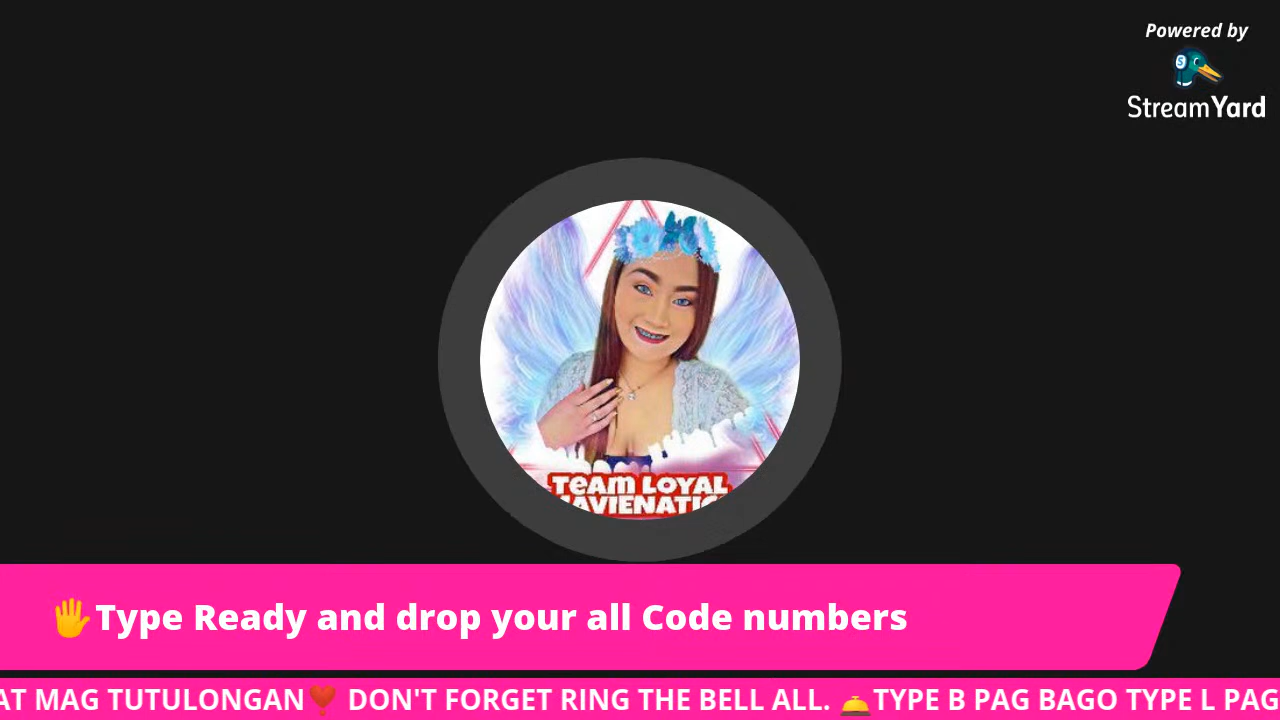 Powered by
StreamYard
TEAM LOYAL
🖐Type Ready and drop your all Code numbers
AT MAG TUTULONGAN❤️ DON'T FORGET RING THE BELL ALL. 🛎️TYPE B PAG BAGO TYPE L PAG